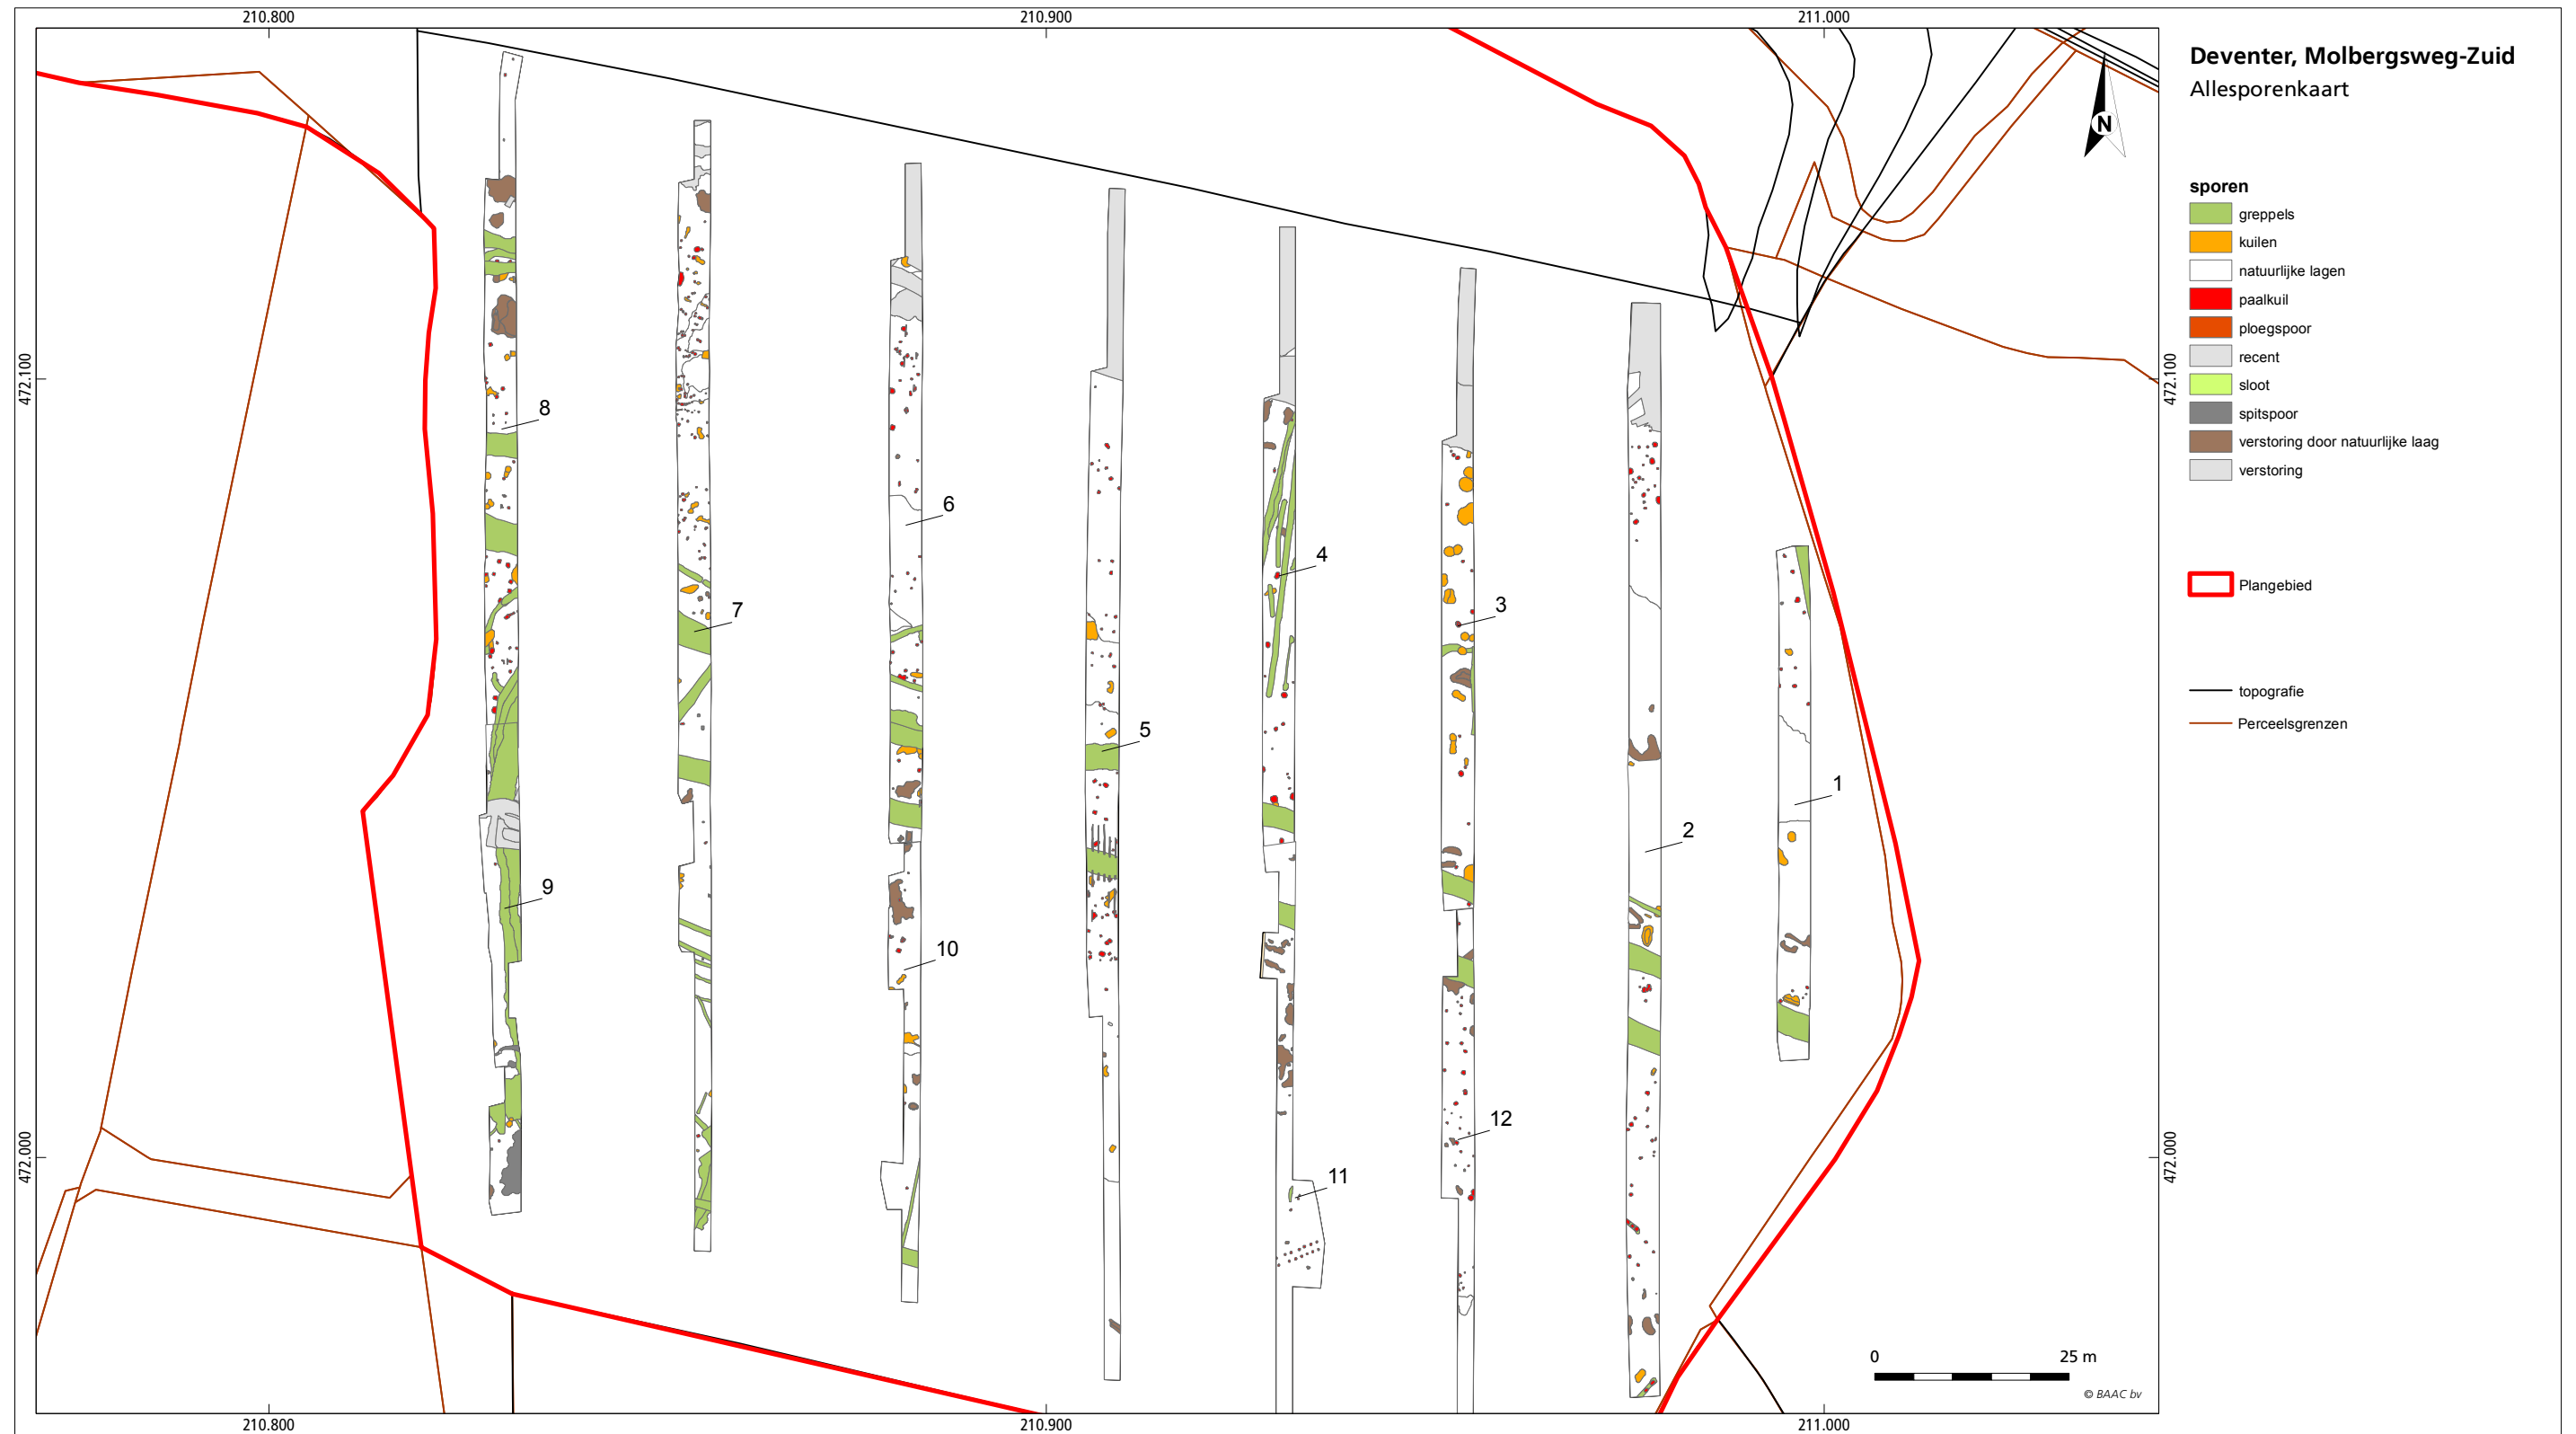 210.800
210.900
211.000
Deventer, Molbergsweg-Zuid
Allesporenkaart
N
sporen
greppels
kuilen
natuurlijke lagen
paalkuil
ploegspoor
recent
sloot
spitspoor
verstoring door natuurlijke laag
verstoring
Plangebied
topografie
Perceelsgrenzen
472.100
472.100
8
6
4
7
3
5
1
2
9
10
12
11
472.000
472.000
0
25 m
© BAAC bv
210.800
210.900
211.000